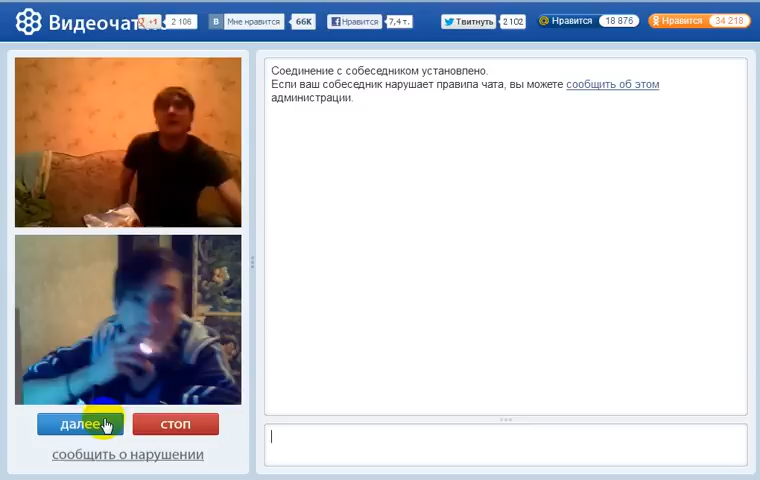 Видеочат
+1 2 106
Мне нравится 66K
Нравится 7,4 т.
Твитнуть 2 102
Нравится 18 876
Нравится 34 218
Соединение с собеседником установлено.
Если ваш собеседник нарушает правила чата, вы можете сообщить об этом
администрации.
далее
стоп
сообщить о нарушении